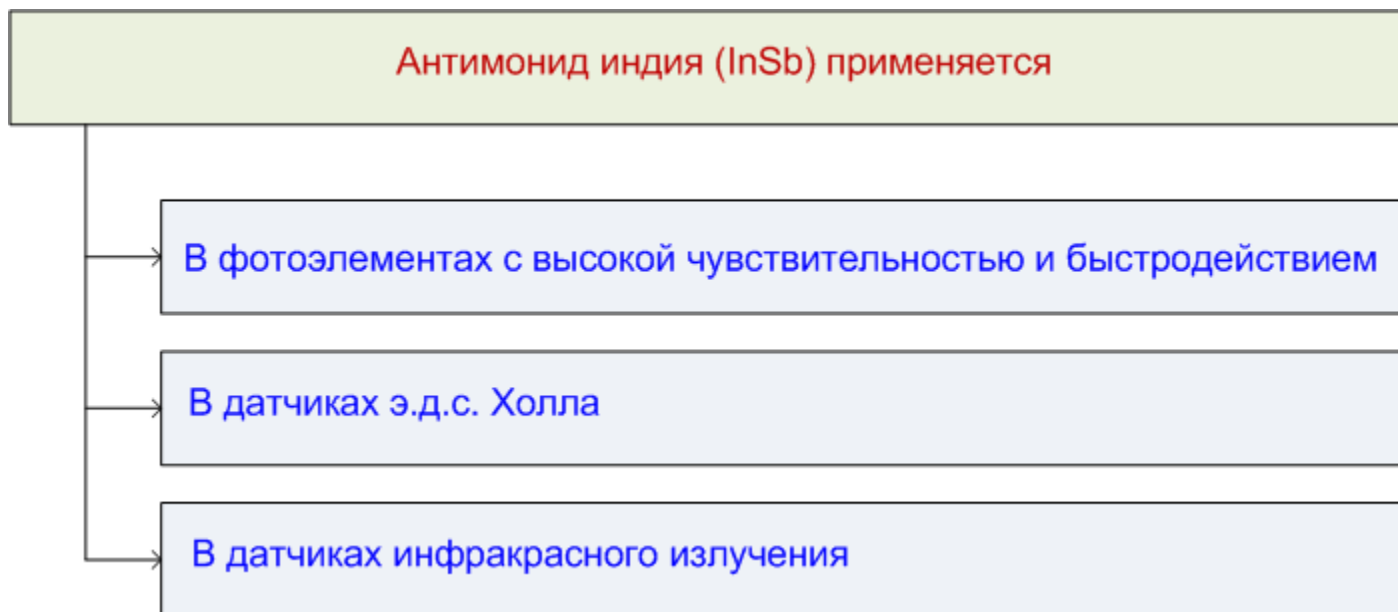 Антимонид индия (InSb) применяется
В фотоэлементах с высокой чувствительностью и быстродействием
В датчиках э.д.с. Холла
В датчиках инфракрасного излучения